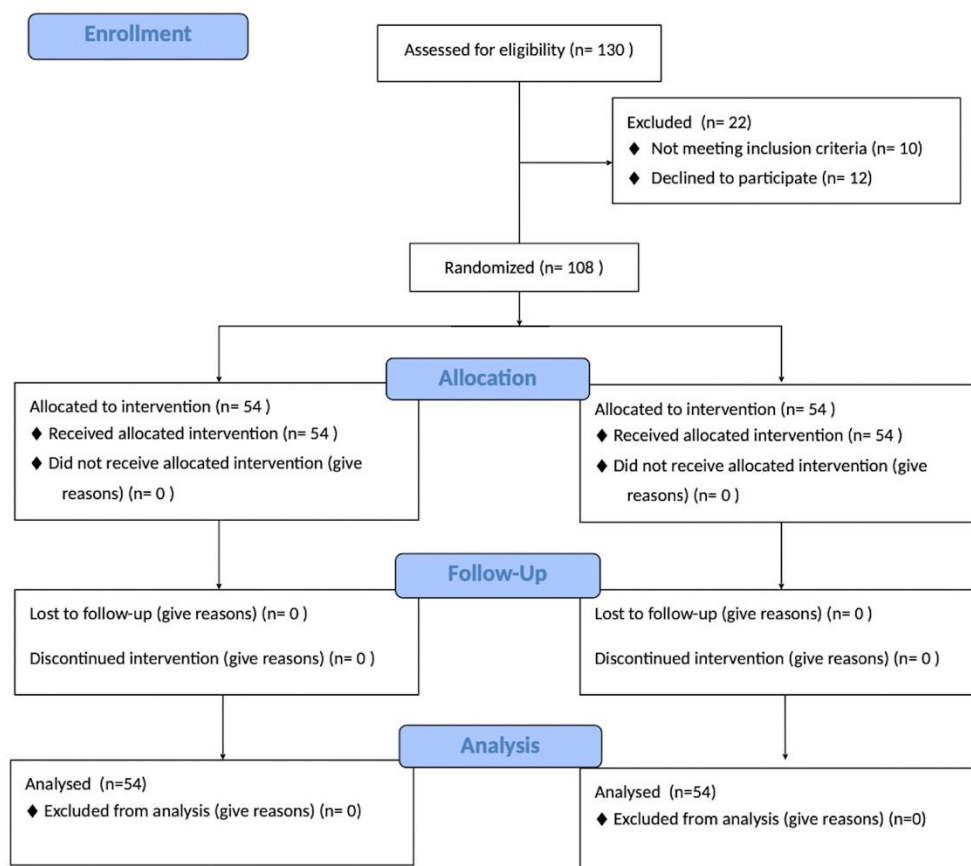 Enrollment
Assessed for eligibility (n= 130 )
Excluded (n= 22)
♦ Not meeting inclusion criteria (n= 10)
♦ Declined to participate (n= 12)
Randomized (n= 108 )
Allocation
Allocated to intervention (n= 54 )
♦ Received allocated intervention (n= 54 )
♦ Did not receive allocated intervention (give
reasons) (n= 0 )
Allocated to intervention (n= 54 )
♦ Received allocated intervention (n= 54 )
♦ Did not receive allocated intervention (give
reasons) (n= 0 )
Follow-Up
Lost to follow-up (give reasons) (n= 0 )
Discontinued intervention (give reasons) (n= 0 )
Lost to follow-up (give reasons) (n= 0 )
Discontinued intervention (give reasons) (n= 0 )
Analysis
Analysed (n=54)
♦ Excluded from analysis (give reasons) (n= 0)
Analysed (n=54)
♦ Excluded from analysis (give reasons) (n=0)